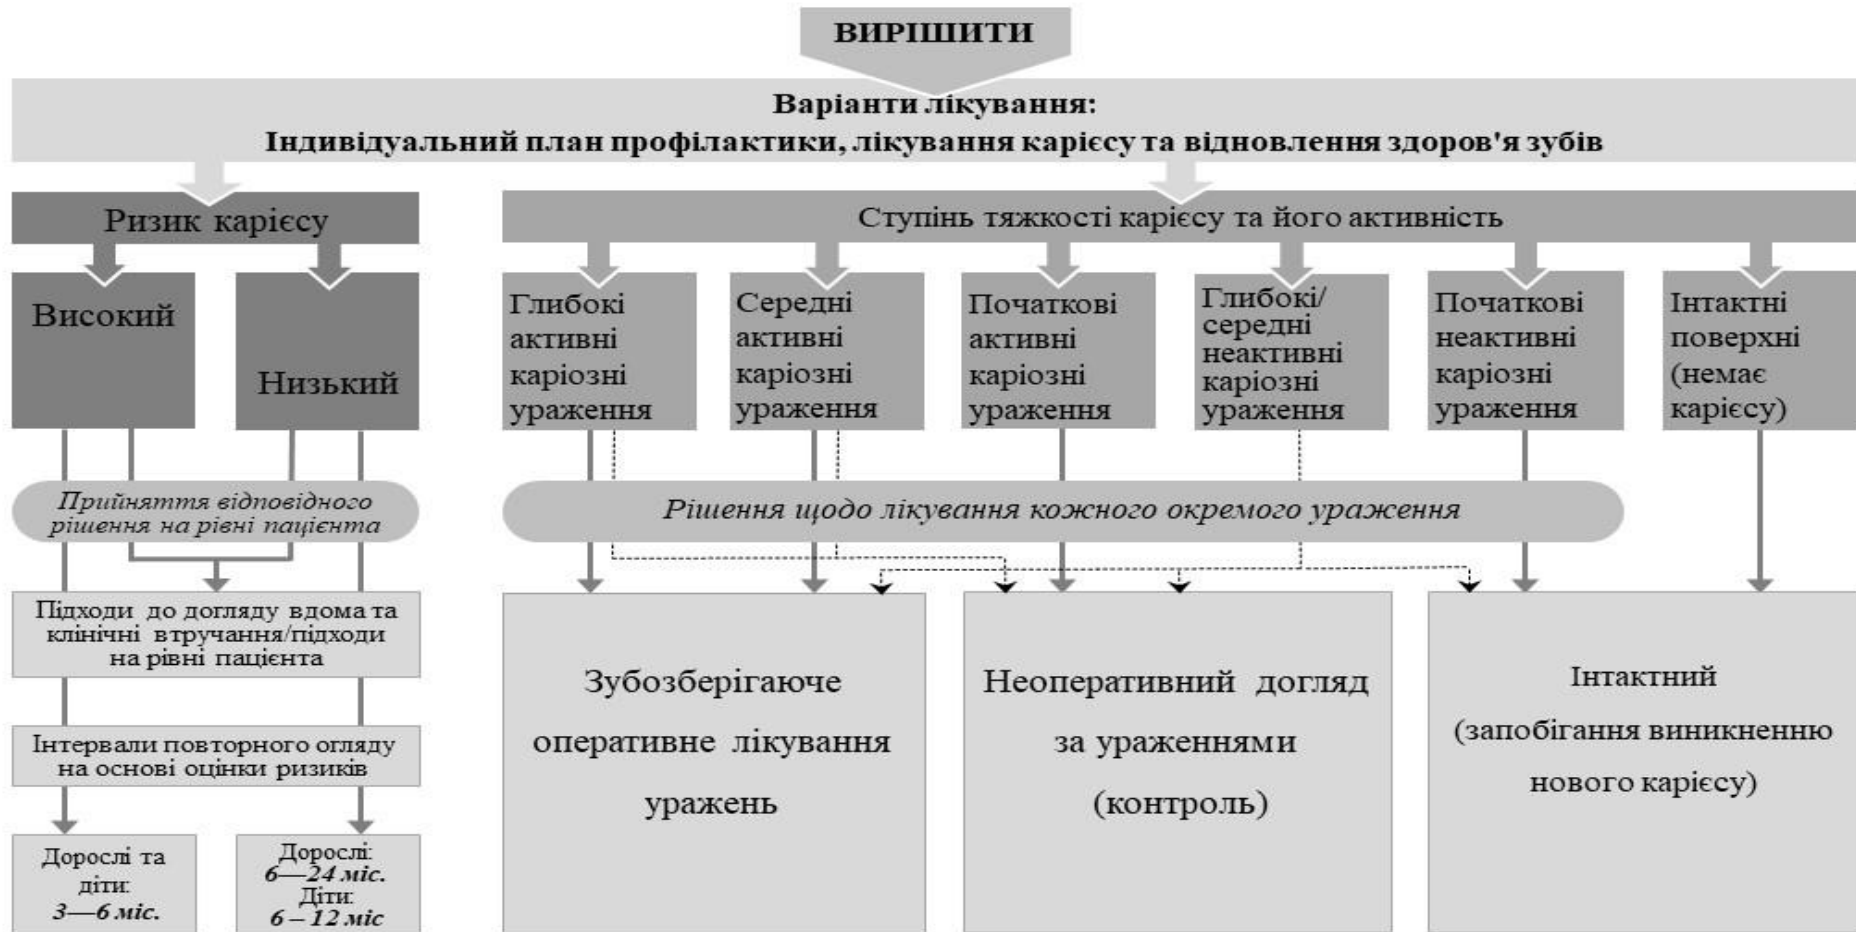 ВИРІШИТИ
Варіанти лікування:
Індивідуальний план профілактики, лікування карієсу та відновлення здоров'я зубів
Ризик карієсу
Високий
Низький
Ступінь тяжкості карієсу та його активність
Глибокі
активні
каріозні
ураження
Середні
активні
каріозні
ураження
Початкові
активні
каріозні
ураження
Глибокі/
середні
неактивні
каріозні
ураження
Початкові
неактивні
каріозні
ураження
Інтактні
поверхні
(немає
карієсу)
Прийняття відповідного
рішення на рівні пацієнта
Рішення щодо лікування кожного окремого ураження
Підходи до догляду вдома та
клінічні втручання/підходи
на рівні пацієнта
Інтервали повторного огляду
на основі оцінки ризиків
Дорослі та
діти:
3—6 міс.
Дорослі:
6—24 міс.
Діти:
6 – 12 міс
Зубозберігаюче
оперативне лікування
уражень
Неоперативний догляд
за ураженнями
(контроль)
Інтактний
(запобігання виникненню
нового карієсу)